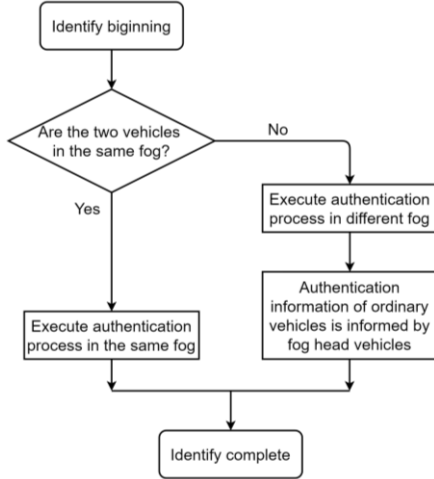 Identify biginning
Are the two vehicles
in the same fog?
No
Yes
Execute authentication
process in different fog
Authentication
information of ordinary
vehicles is informed by
fog head vehicles
Execute authentication
process in the same fog
Identify complete